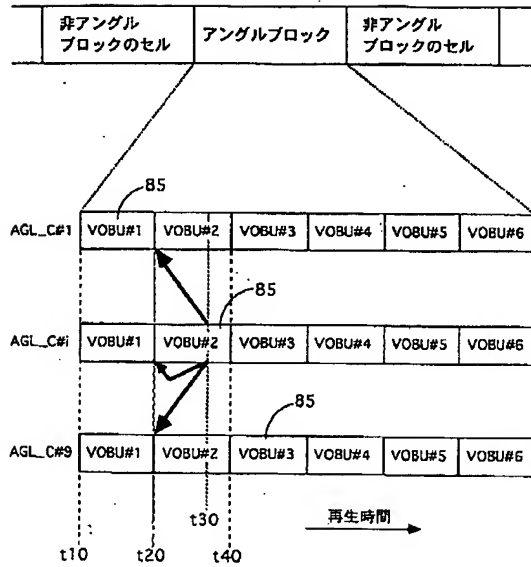 非アングル
ブロックのセル
アングルブロック
非アングル
ブロックのセル
85
AGL_C#1 VOBU#1 VOBU#2 VOBU#3 VOBU#4 VOBU#5 VOBU#6
85
AGL_C#i VOBU#1 VOBU#2 VOBU#3 VOBU#4 VOBU#5 VOBU#6
85
AGL_C#9 VOBU#1 VOBU#2 VOBU#3 VOBU#4 VOBU#5 VOBU#6
t30
再生時間
t10 t20 t40